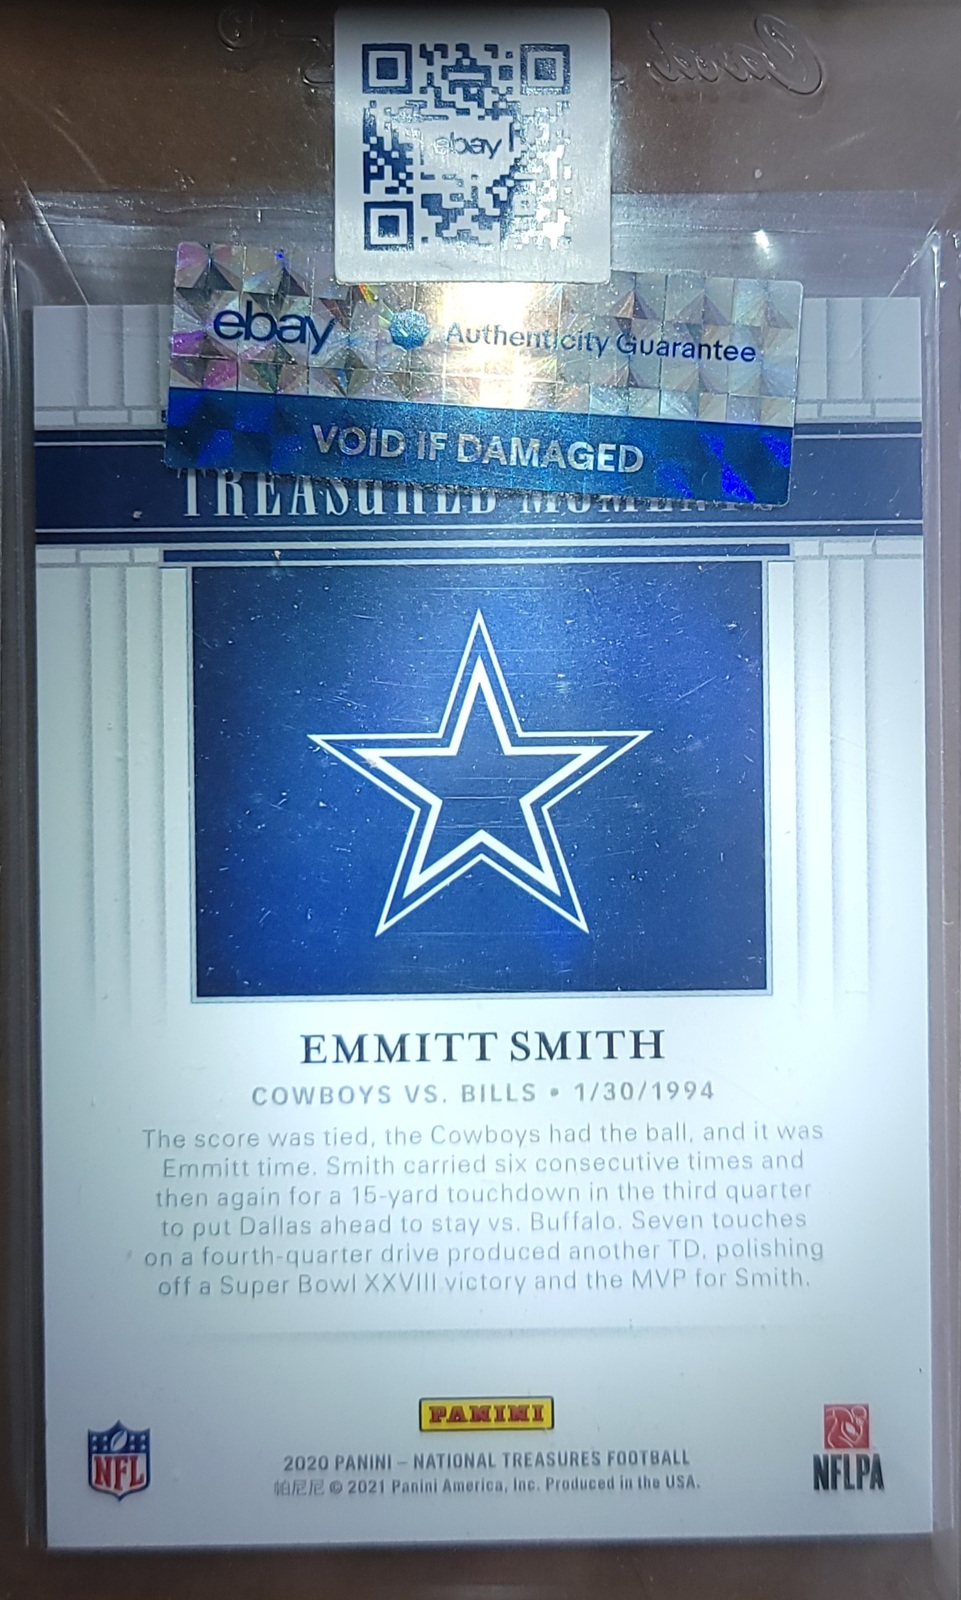 ebay
ebay Authenticity Guarantee
VOID IF DAMAGED
TREASURED MOMENTS
EMMITT SMITH
COWBOYS VS. BILLS • 1/30/1994
The score was tied, the Cowboys had the ball, and it was
Emmitt time. Smith carried six consecutive times and
then again for a 15-yard touchdown in the third quarter
to put Dallas ahead to stay vs. Buffalo. Seven touches
on a fourth-quarter drive produced another TD, polishing
off a Super Bowl XXVIII victory and the MVP for Smith.
PANINI
NFL
NFLPA
2020 PANINI – NATIONAL TREASURES FOOTBALL
帕尼尼 © 2021 Panini America, Inc. Produced in the USA.